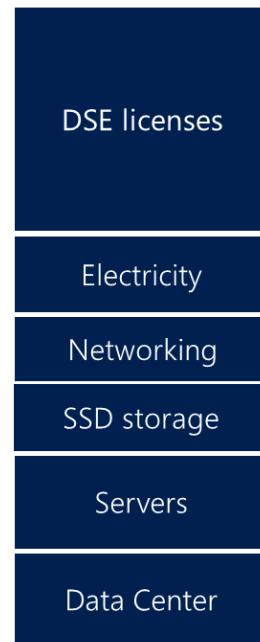 DSE licenses
Electricity
Networking
SSD storage
Servers
Data Center